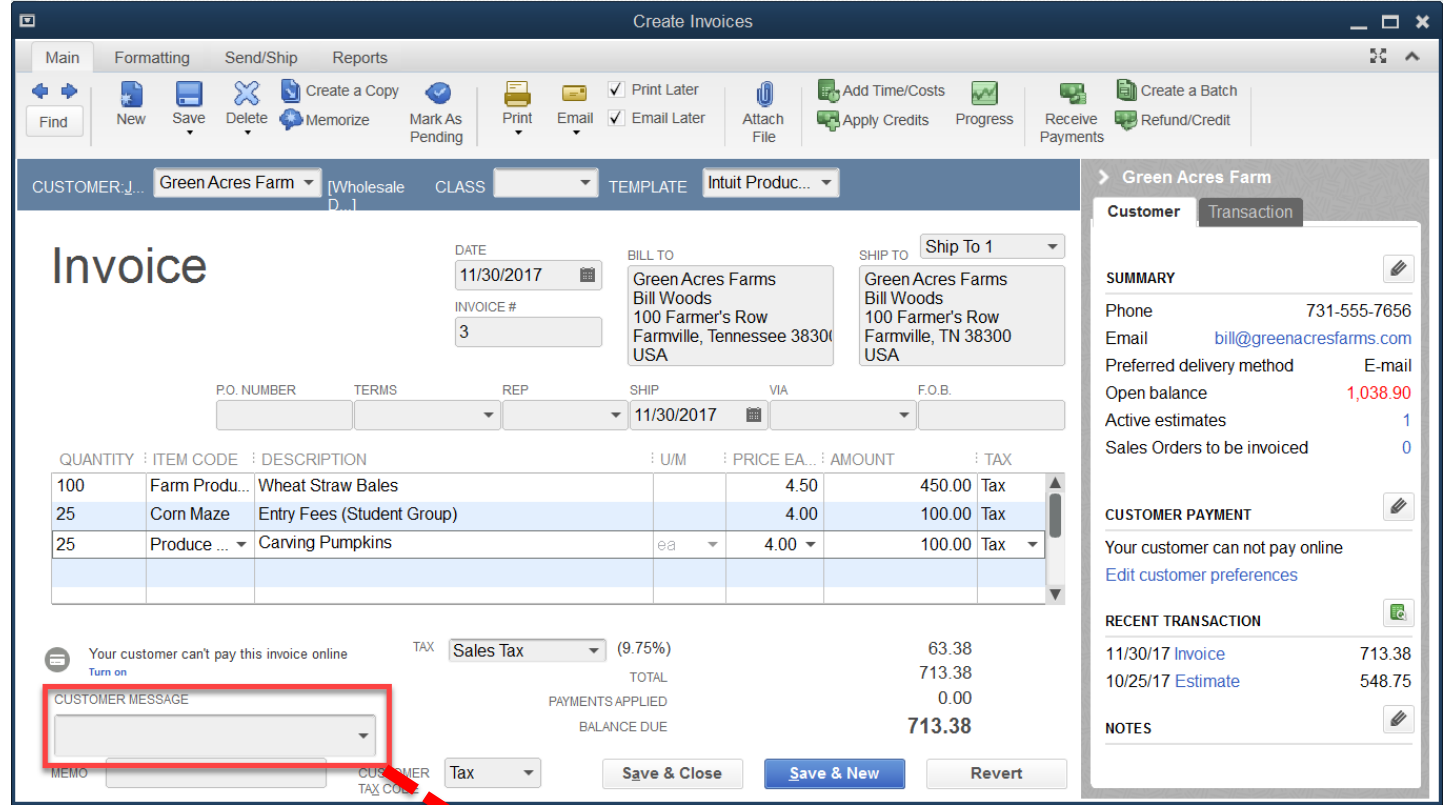 Create Invoices
Main Formatting Send/Ship Reports
Find New Save Delete Create a Copy Memorize Mark As Pending Print Email Print Later Email Later Attach File Add Time/Costs Apply Credits Progress Receive Payments Create a Batch Refund/Credit
CUSTOMER:J... Green Acres Farm [Wholesale D...] CLASS TEMPLATE Intuit Produc...
Invoice
DATE
11/30/2017
INVOICE #
3
BILL TO
Green Acres Farms
Bill Woods
100 Farmer's Row
Farmville, Tennessee 3830
USA
SHIP TO Ship To 1
Green Acres Farms
Bill Woods
100 Farmer's Row
Farmville, TN 38300
USA
P.O. NUMBER TERMS REP SHIP VIA F.O.B.
11/30/2017
QUANTITY ITEM CODE DESCRIPTION U/M PRICE EA... AMOUNT TAX
100 Farm Produ... Wheat Straw Bales 4.50 450.00 Tax
25 Corn Maze Entry Fees (Student Group) 4.00 100.00 Tax
25 Produce ... Carving Pumpkins ea 4.00 100.00 Tax
Your customer can't pay this invoice online
Turn on
TAX Sales Tax (9.75%) 63.38
TOTAL 713.38
PAYMENTS APPLIED 0.00
BALANCE DUE 713.38
CUSTOMER MESSAGE
MEMO
CUSTOMER TAX CODE Tax
Save & Close Save & New Revert
Green Acres Farm
Customer Transaction
SUMMARY
Phone 731-555-7656
Email bill@greenacresfarms.com
Preferred delivery method E-mail
Open balance 1,038.90
Active estimates 1
Sales Orders to be invoiced 0
CUSTOMER PAYMENT
Your customer can not pay online
Edit customer preferences
RECENT TRANSACTION
11/30/17 Invoice 713.38
10/25/17 Estimate 548.75
NOTES